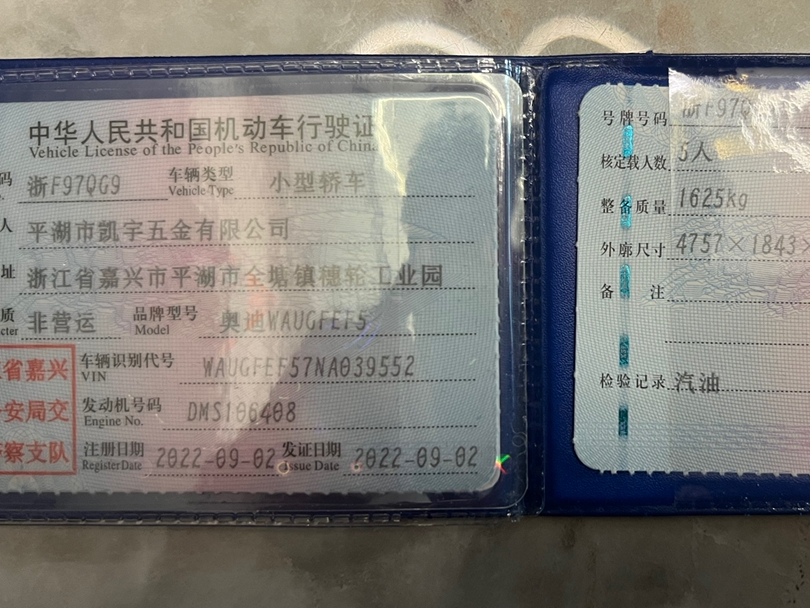 中华人民共和国机动车行驶证
Vehicle License of the People's Republic of China
码 浙F97QG9 车辆类型 小型轿车
Vehicle Type
人 平湖市凯宇五金有限公司
址 浙江省嘉兴市平湖市全塘镇穗轮工业园
质 非营运 品牌型号 奥迪WAUGFEF5
acter Model
省嘉兴
安局交
察支队
车辆识别代号 WAUGFEF57NA039552
VIN
发动机号码 DMS106408
Engine No.
注册日期 2022-09-02 发证日期 2022-09-02
Register Date Issue Date
号牌号码 浙F97Q
核定载人数 5人
整备质量 1625kg
外廓尺寸 4757×1843
备 注
检验记录 汽油